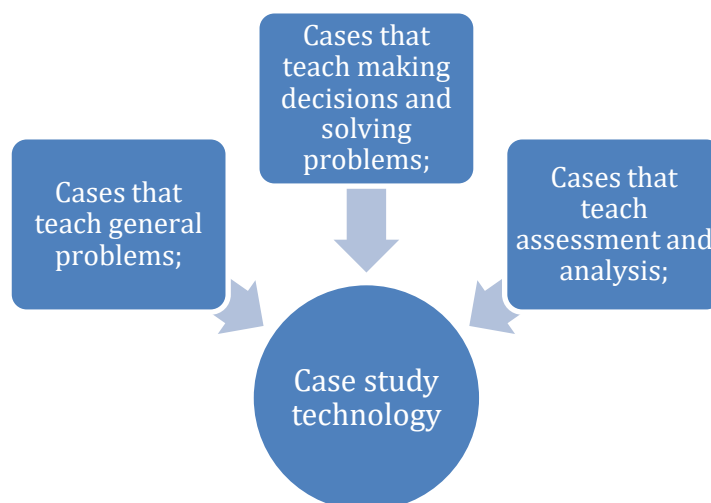 Cases that
teach general
problems;
Cases that
teach making
decisions and
solving
problems;
Cases that
teach
assessment and
analysis;
Case study
technology